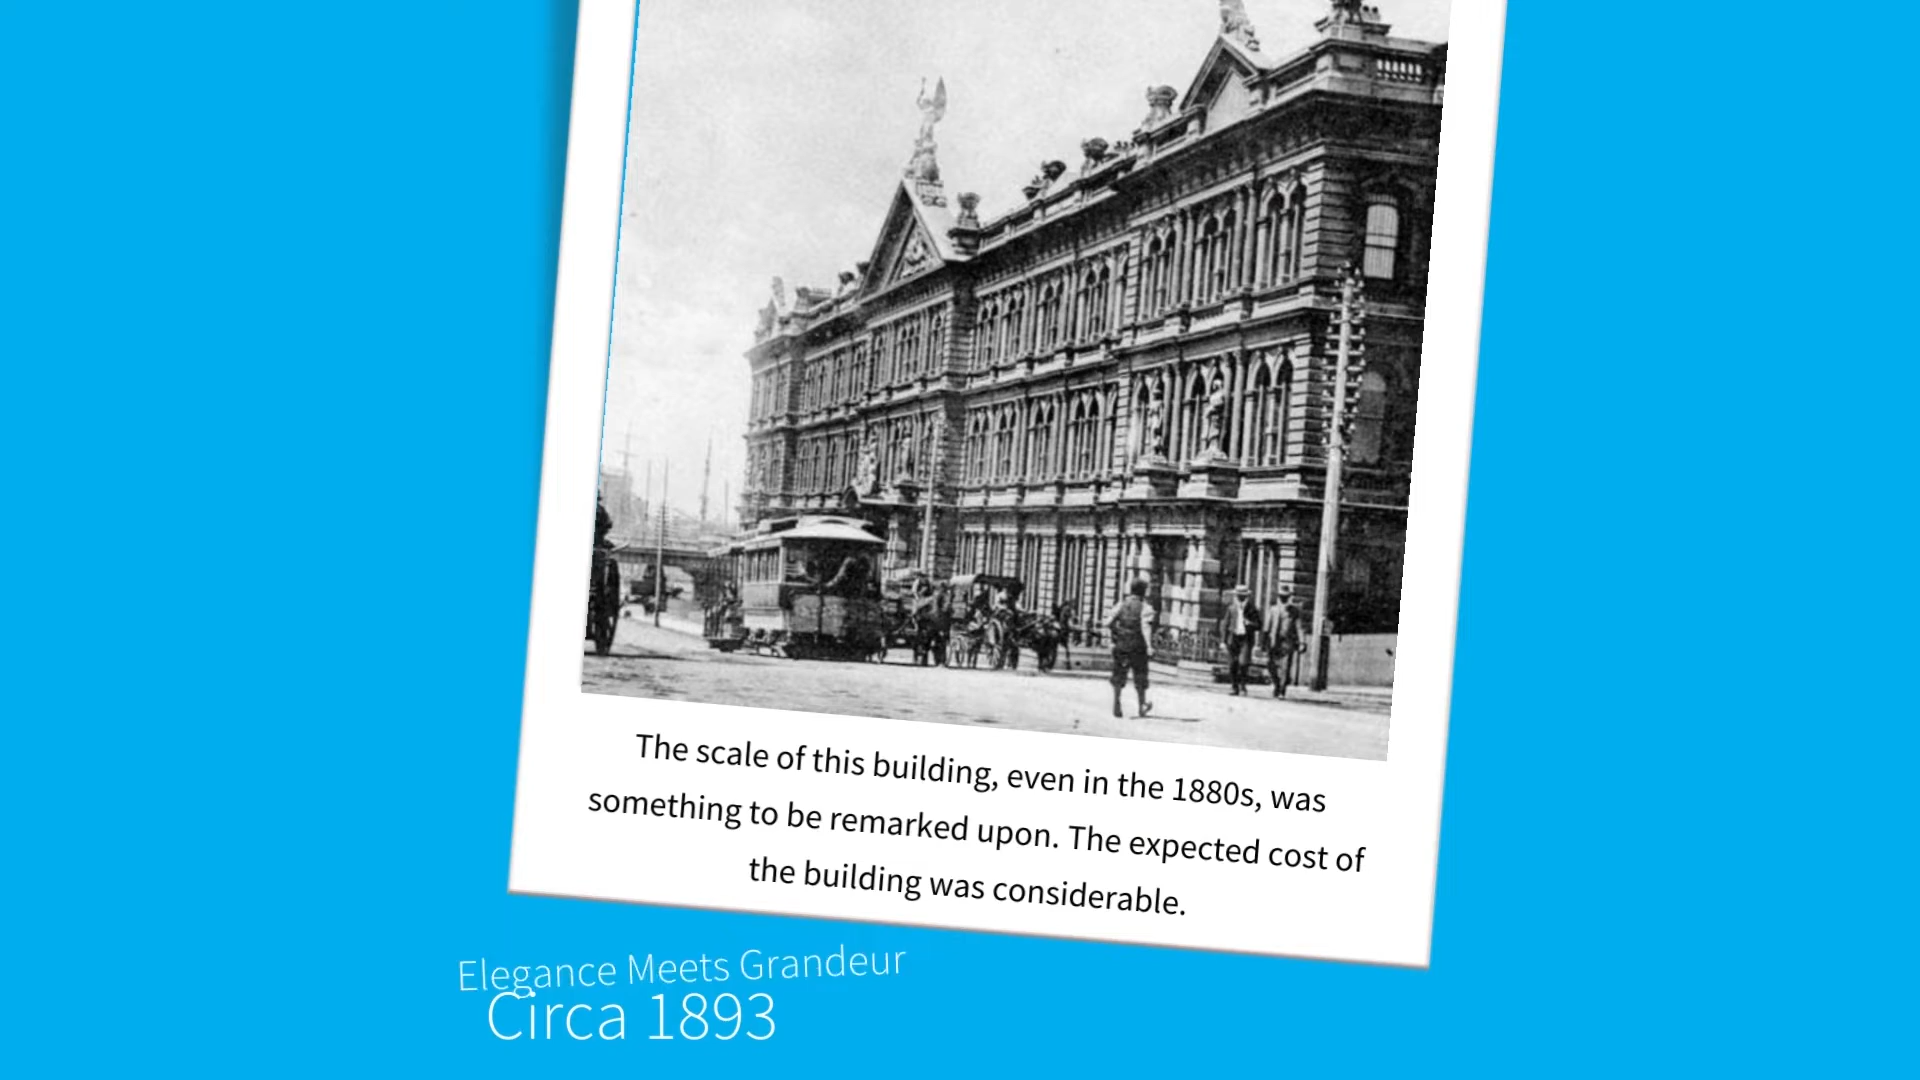 The scale of this building, even in the 1880s, was
something to be remarked upon. The expected cost of
the building was considerable.
Elegance Meets Grandeur
Circa 1893